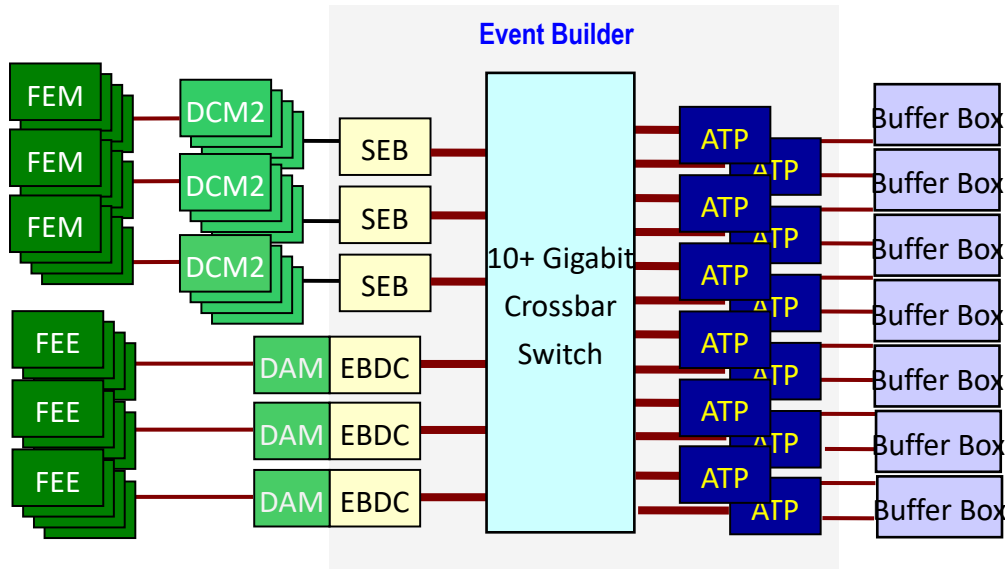 Event Builder
FEM
FEM
FEM
DCM2
DCM2
DCM2
SEB
SEB
SEB
FEE
FEE
FEE
DAM
EBDC
DAM
EBDC
DAM
EBDC
10+ Gigabit
Crossbar
Switch
ATP
ATP
ATP
ATP
ATP
ATP
ATP
ATP
ATP
ATP
ATP
ATP
Buffer Box
Buffer Box
Buffer Box
Buffer Box
Buffer Box
Buffer Box
Buffer Box